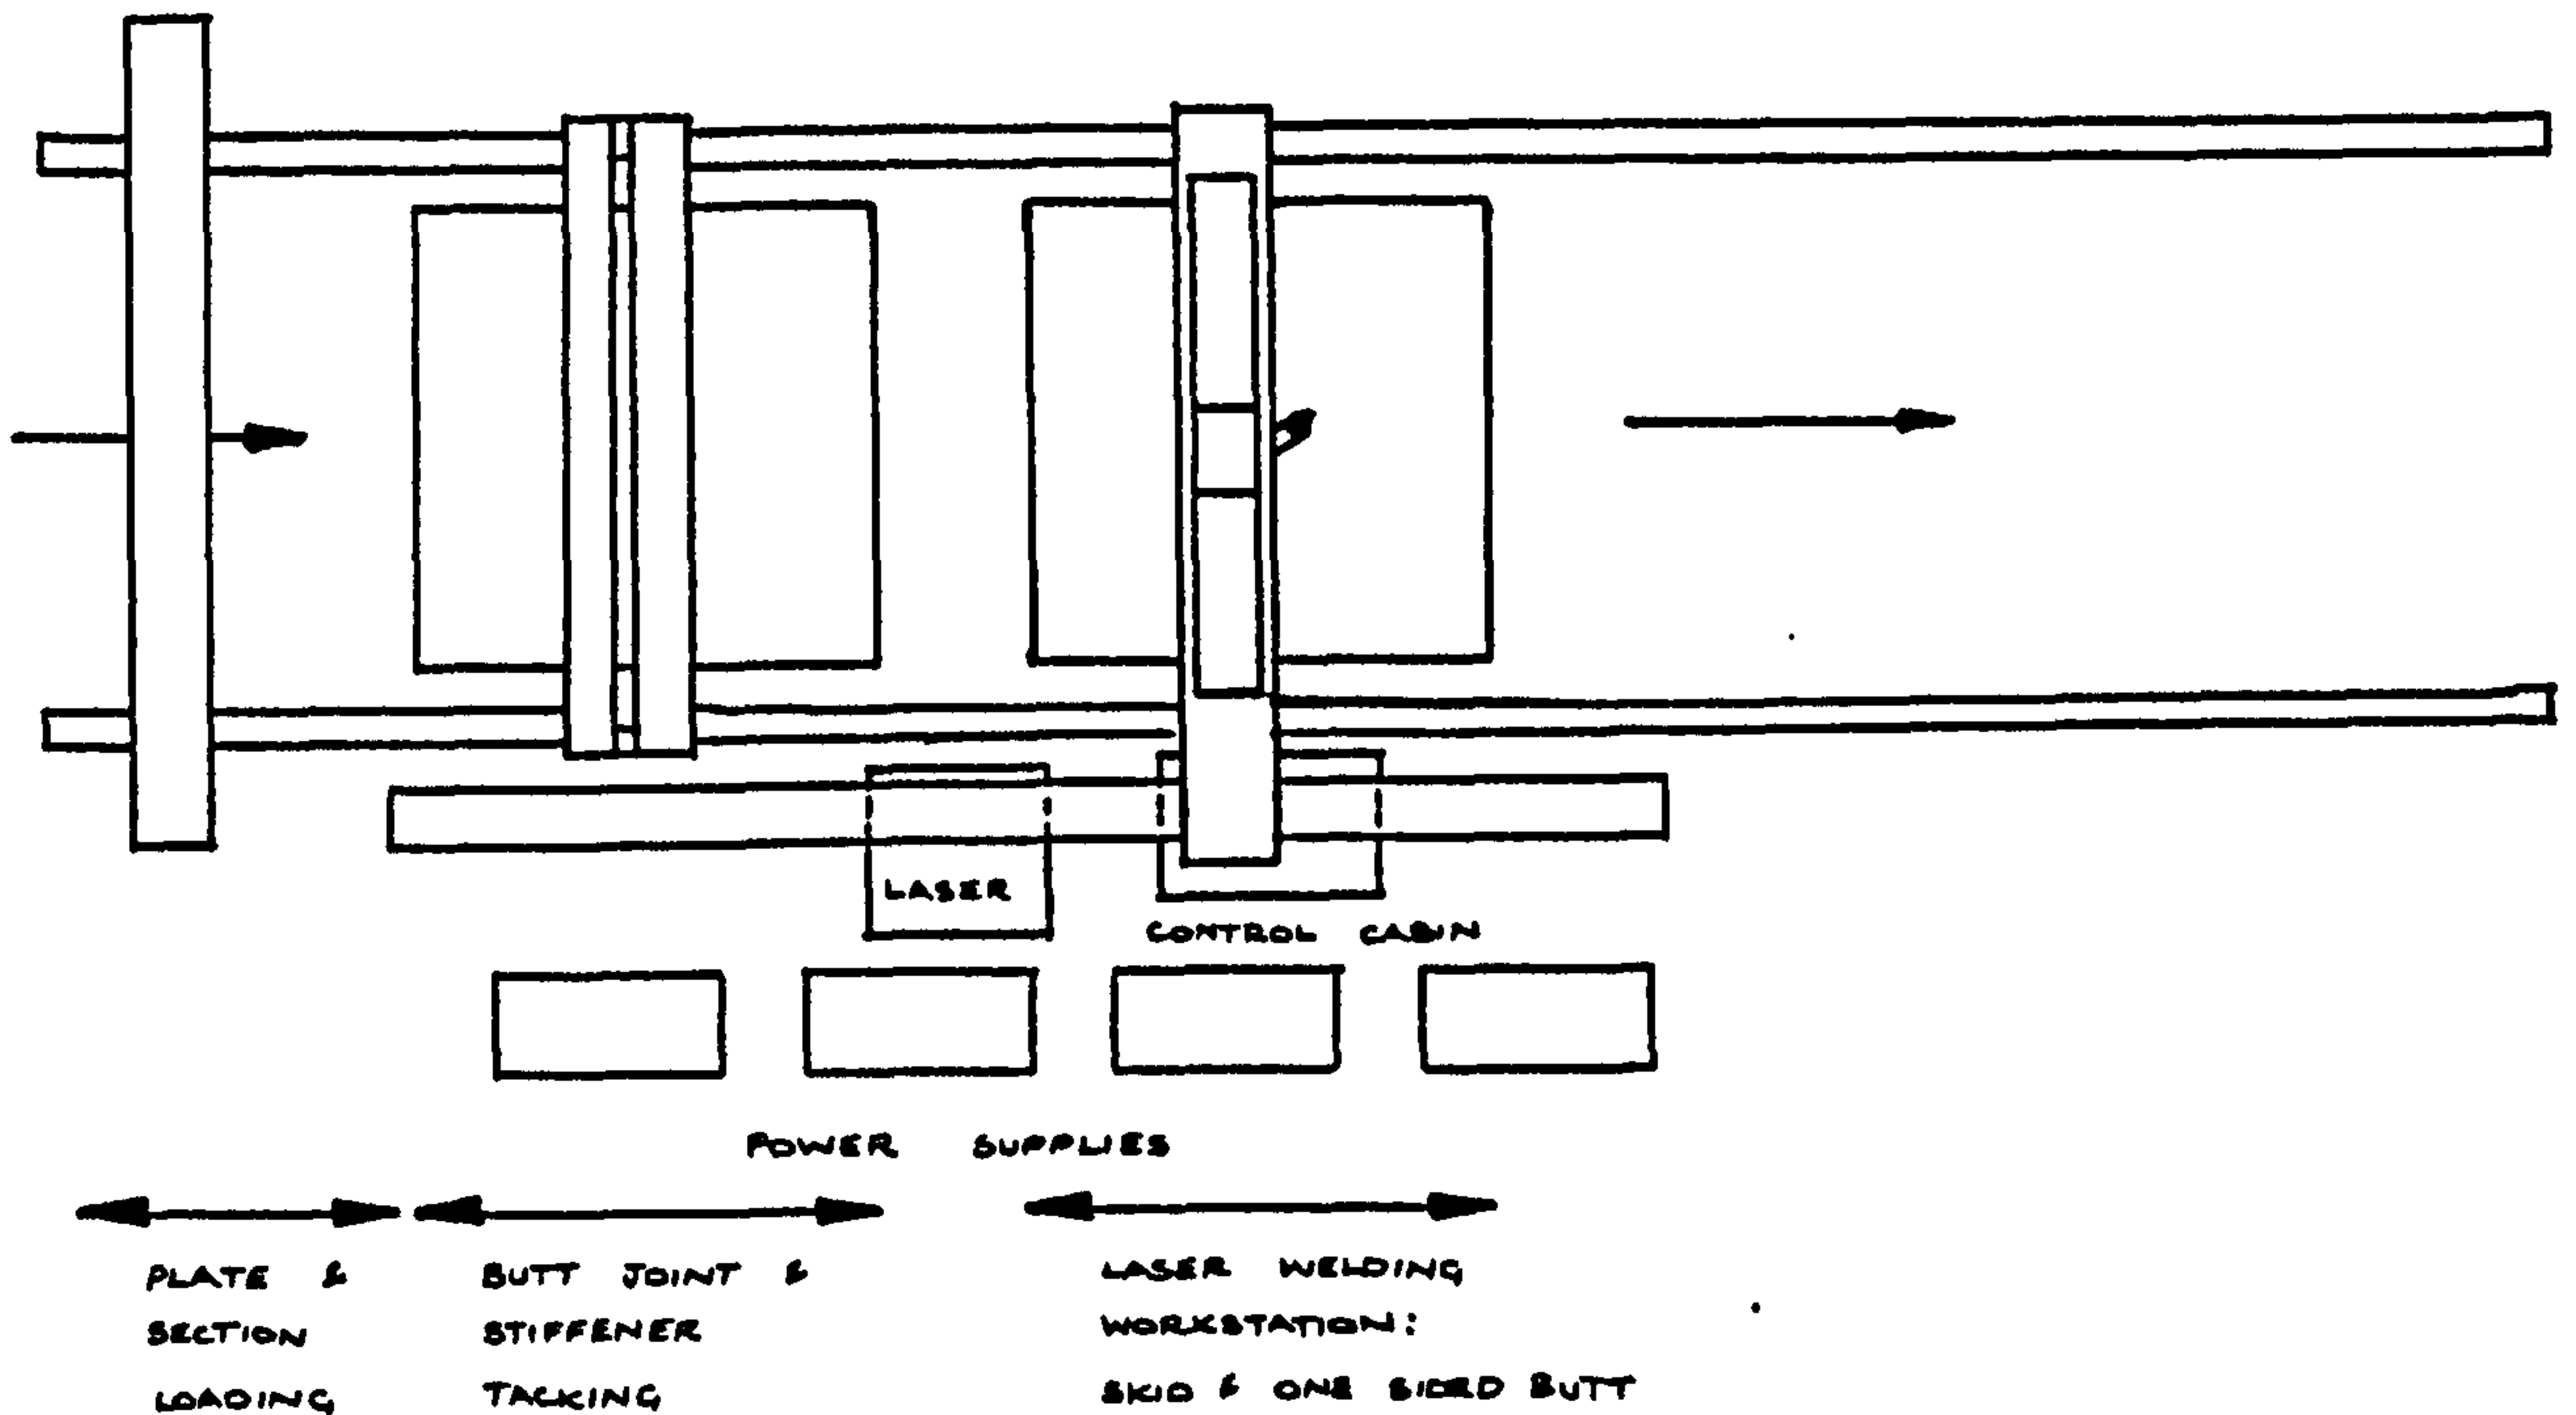 LASER
CONTROL CABIN
POWER SUPPLIES
PLATE &
SECTION
LOADING
BUTT JOINT &
STIFFENER
TACKING
LASER WELDING
WORKSTATION:
SKID & ONE SIDED BUTT